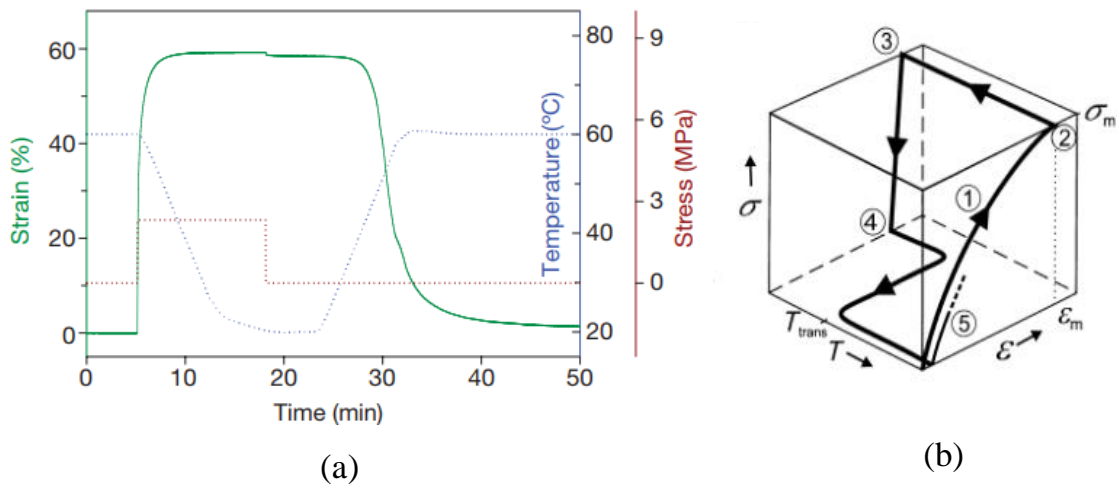 60
40
20
0
Strain (%)
0
10
20
30
40
50
Time (min)
80
60
40
20
Temperature (ºC)
9
6
3
0
Stress (MPa)
(a)
③
②
①
④
⑤
σ
σm
εm
ε
Ttrans
T
(b)